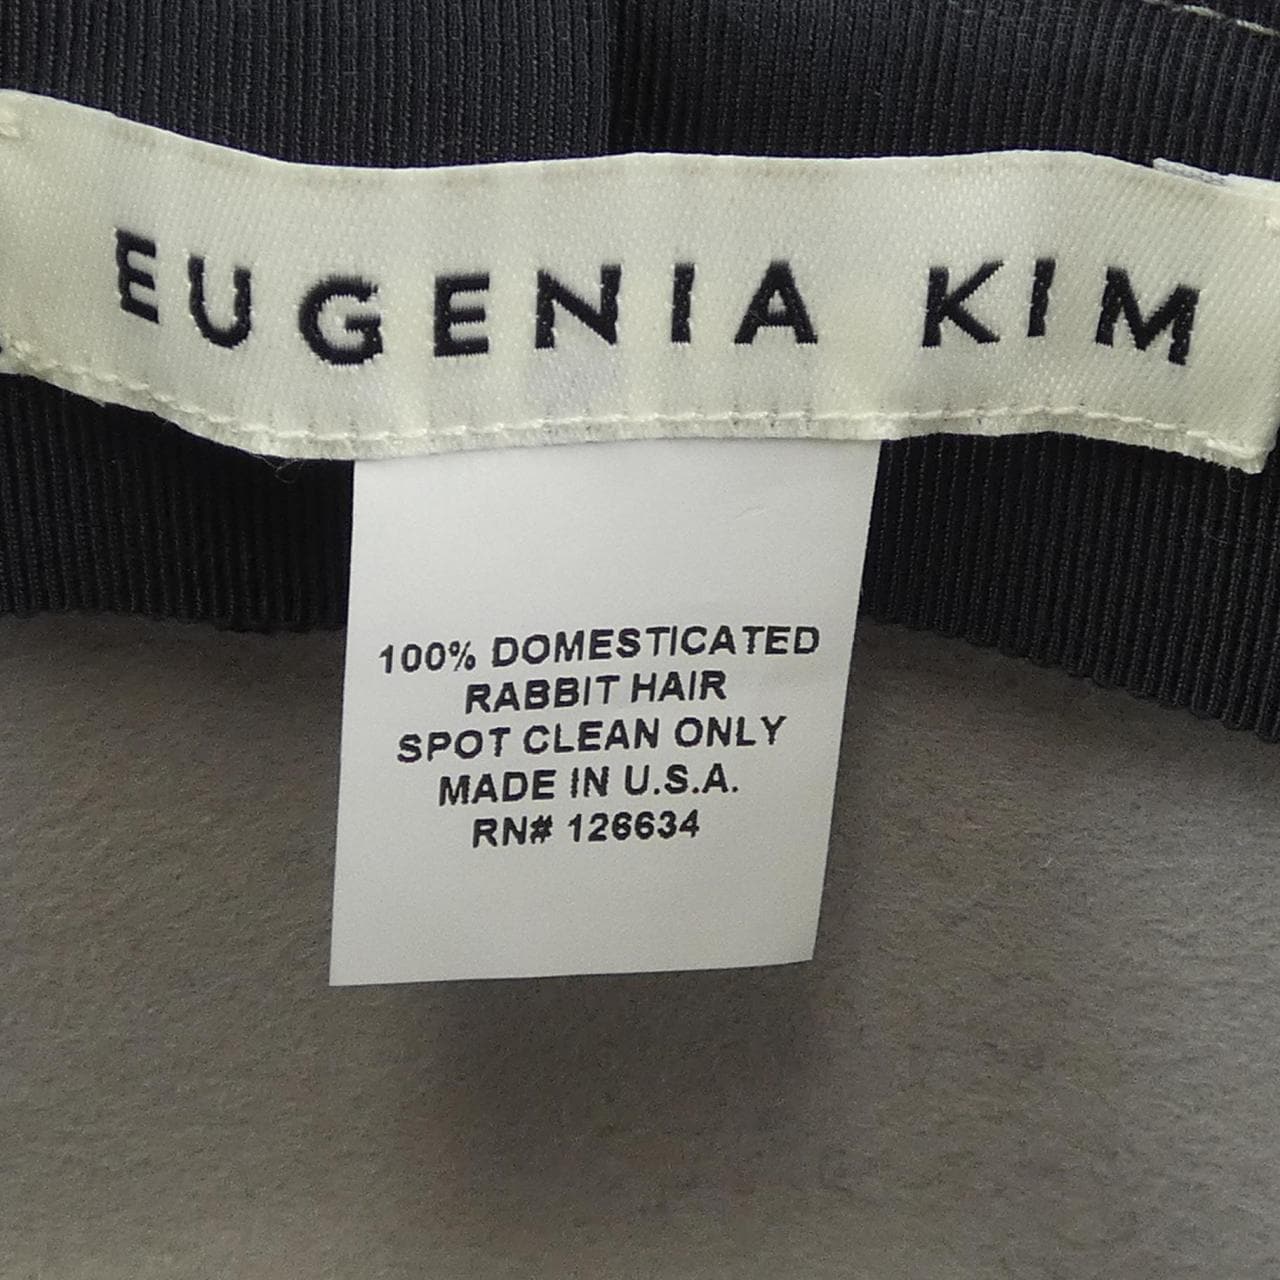 EUGENIA KIM
100% DOMESTICATED
RABBIT HAIR
SPOT CLEAN ONLY
MADE IN U.S.A.
RN# 126634